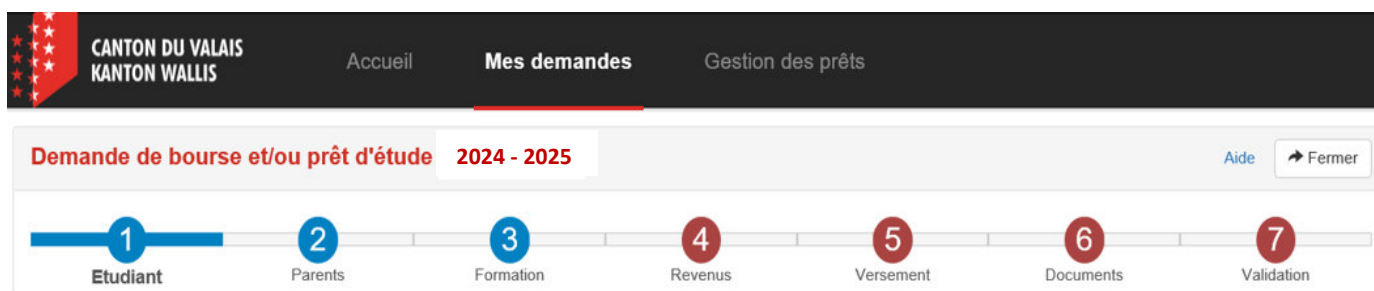 CANTON DU VALAIS
KANTON WALLIS
Accueil Mes demandes Gestion des prêts
Demande de bourse et/ou prêt d'étude 2024 - 2025 Aide Fermer
1 2 3 4 5 6 7
Etudiant Parents Formation Revenus Versement Documents Validation